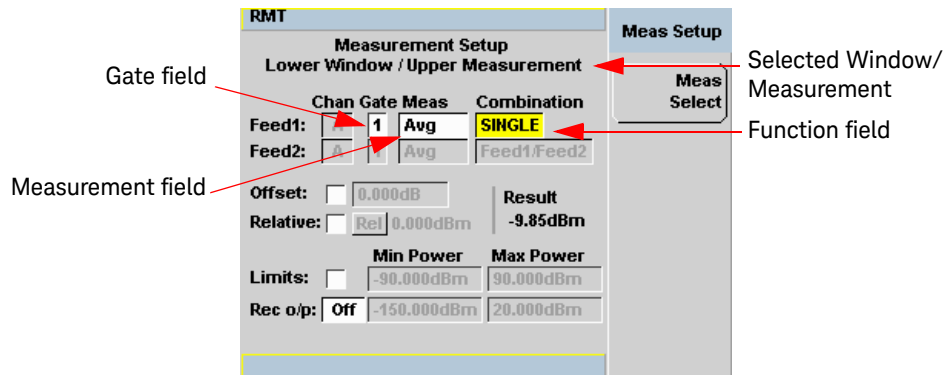 RMT
Meas Setup
Measurement Setup
Lower Window / Upper Measurement
Selected Window/
Measurement
Gate field
Meas
Select
Chan Gate Meas Combination
Feed1: A 1 Avg SINGLE
Function field
Feed2: A 1 Avg Feed1/Feed2
Measurement field
Offset: 0.000dB Result
Relative: Rel 0.000dBm -9.85dBm
Min Power Max Power
Limits: -90.000dBm 90.000dBm
Rec o/p: Off -150.000dBm 20.000dBm